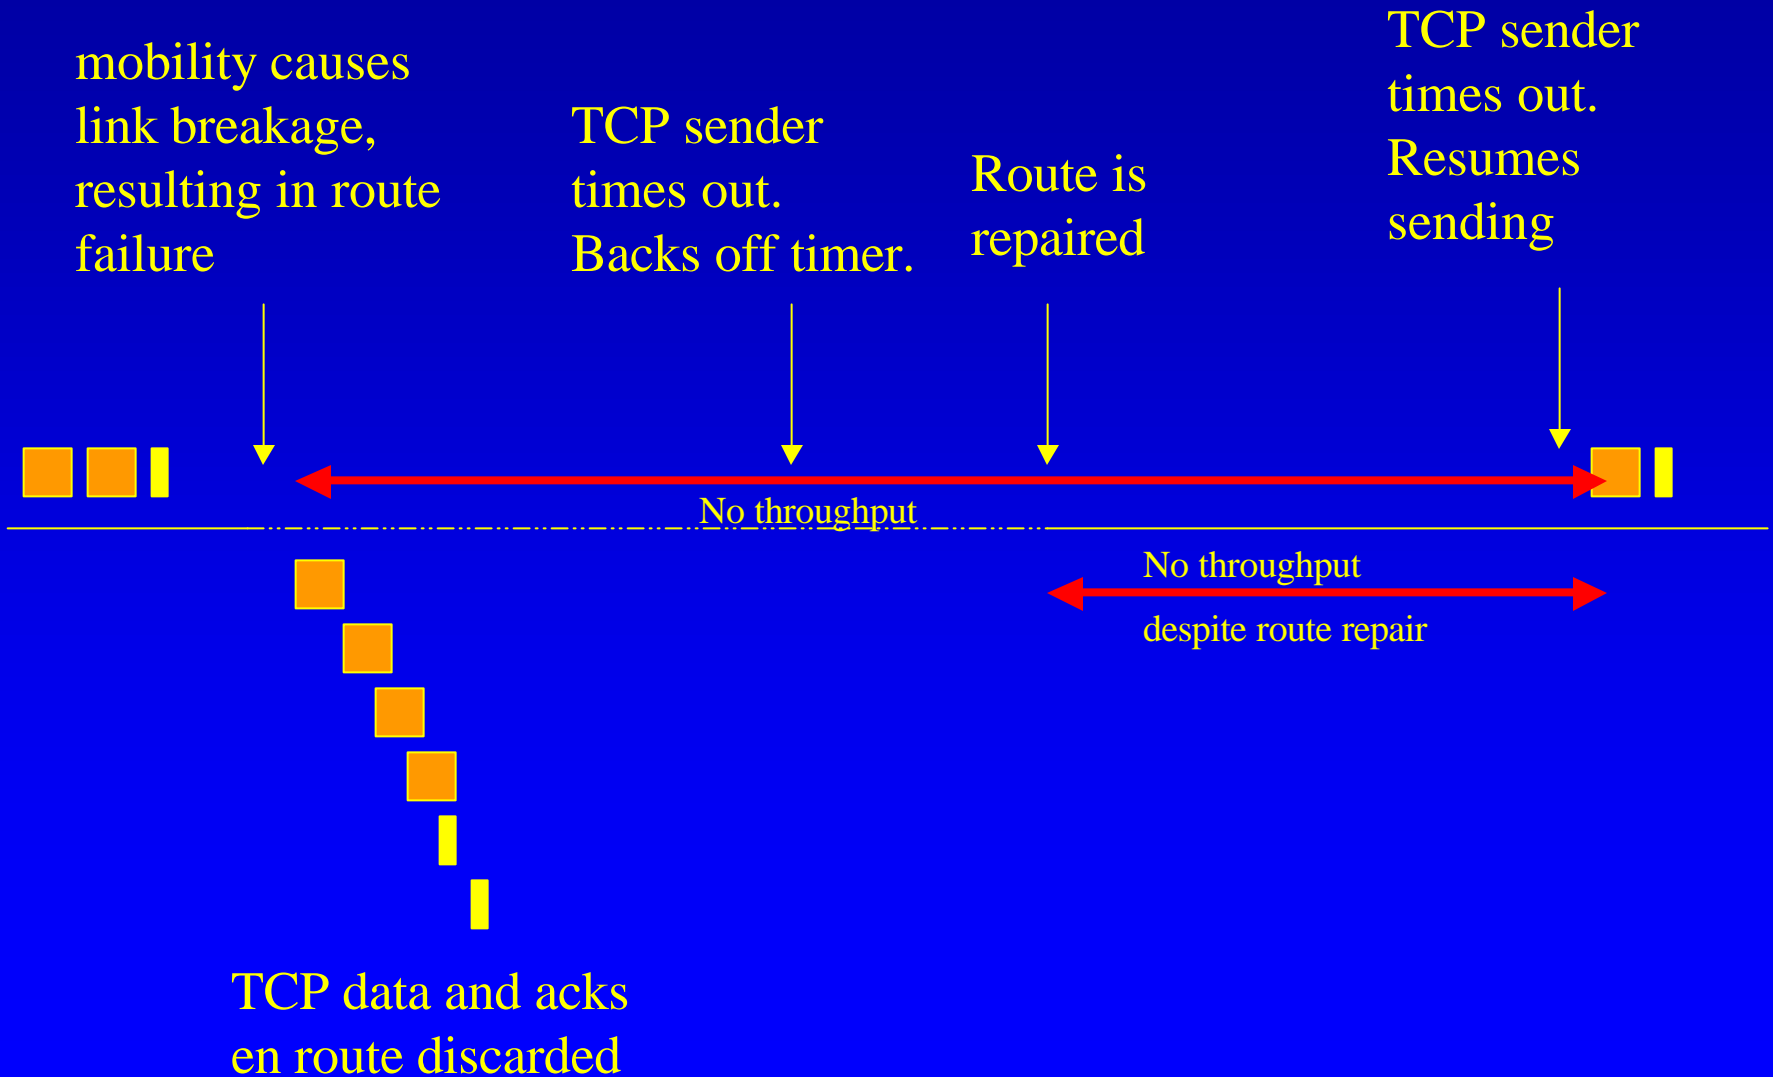 mobility causes
link breakage,
resulting in route
failure
TCP sender
times out.
Backs off timer.
Route is
repaired
TCP sender
times out.
Resumes
sending
No throughput
No throughput
despite route repair
TCP data and acks
en route discarded